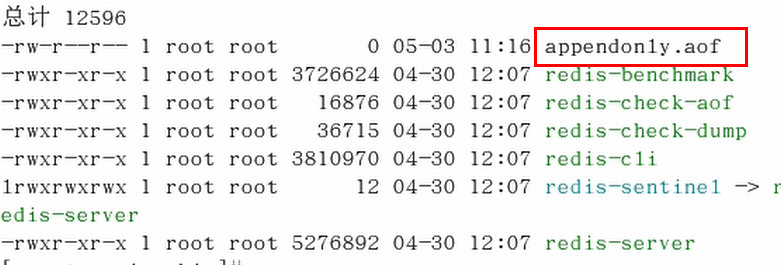 总计 12596
-rw-r--r-- 1 root root 0 05-03 11:16 appendonly.aof
-rwxr-xr-x 1 root root 3726624 04-30 12:07 redis-benchmark
-rwxr-xr-x 1 root root 16876 04-30 12:07 redis-check-aof
-rwxr-xr-x 1 root root 36715 04-30 12:07 redis-check-dump
-rwxr-xr-x 1 root root 3810970 04-30 12:07 redis-cli
lrwxrwxrwx 1 root root 12 04-30 12:07 redis-sentinel -> r
edis-server
-rwxr-xr-x 1 root root 5276892 04-30 12:07 redis-server